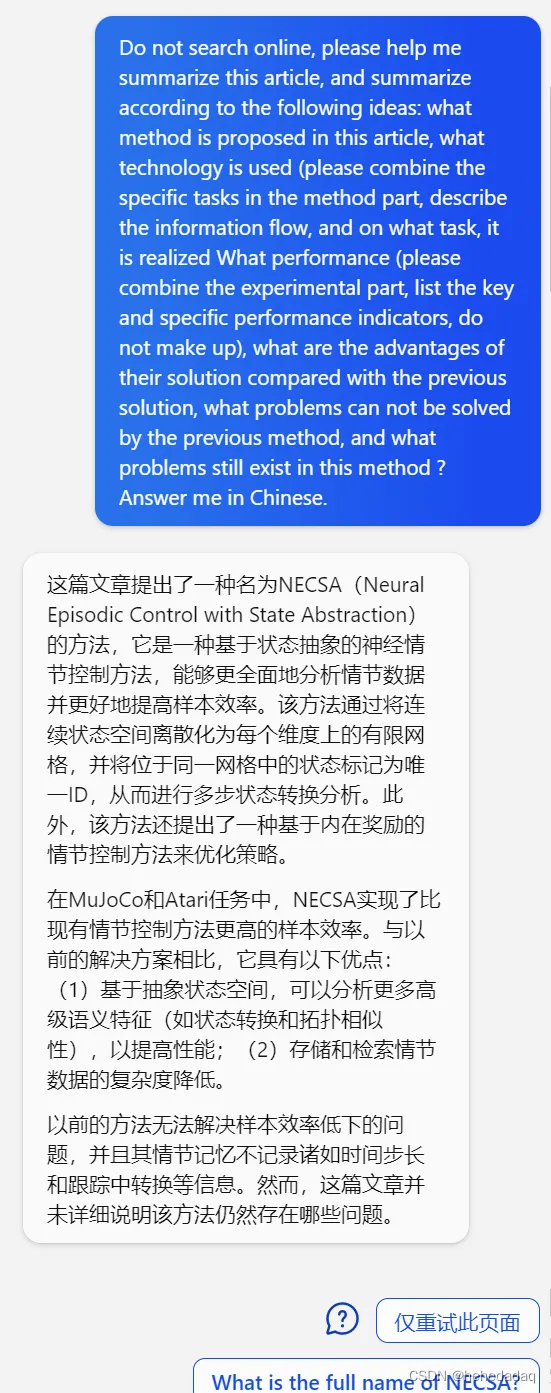 Do not search online, please help me
summarize this article, and summarize
according to the following ideas: what
method is proposed in this article, what
technology is used (please combine the
specific tasks in the method part, describe
the information flow, and on what task, it
is realized What performance (please
combine the experimental part, list the key
and specific performance indicators, do
not make up), what are the advantages of
their solution compared with the previous
solution, what problems can not be solved
by the previous method, and what
problems still exist in this method ?
Answer me in Chinese.
这篇文章提出了一种名为NECSA（Neural
Episodic Control with State Abstraction）
的方法，它是一种基于状态抽象的神经情
节控制方法，能够更全面地分析情节数据
并更好地提高样本效率。该方法通过将连
续状态空间离散化为每个维度上的有限网
格，并将位于同一网格中的状态标记为唯
一ID，从而进行多步状态转换分析。此
外，该方法还提出了一种基于内在奖励的
情节控制方法来优化策略。
在MuJoCo和Atari任务中，NECSA实现了比
现有情节控制方法更高的样本效率。与以
前的解决方案相比，它具有以下优点：
（1）基于抽象状态空间，可以分析更多高
级语义特征（如状态转换和拓扑相似
性），以提高性能；（2）存储和检索情节
数据的复杂度降低。
以前的方法无法解决样本效率低下的问
题，并且其情节记忆不记录诸如时间步长
和跟踪中转换等信息。然而，这篇文章并
未详细说明该方法仍然存在哪些问题。
仅重试此页面
What is the full name of NECSA?
CSDN @hehedadaq